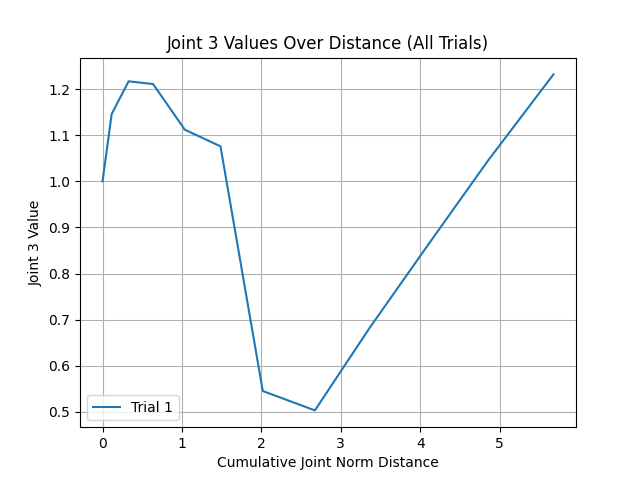 Joint 3 Values Over Distance (All Trials)
Joint 3 Value
1.2
1.1
1.0
0.9
0.8
0.7
0.6
0.5
Trial 1
0 1 2 3 4 5
Cumulative Joint Norm Distance